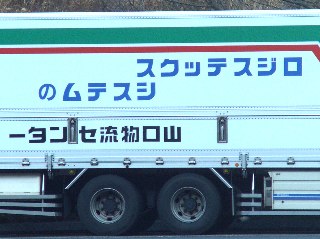 ロジステックス
システムの
山口物流センター